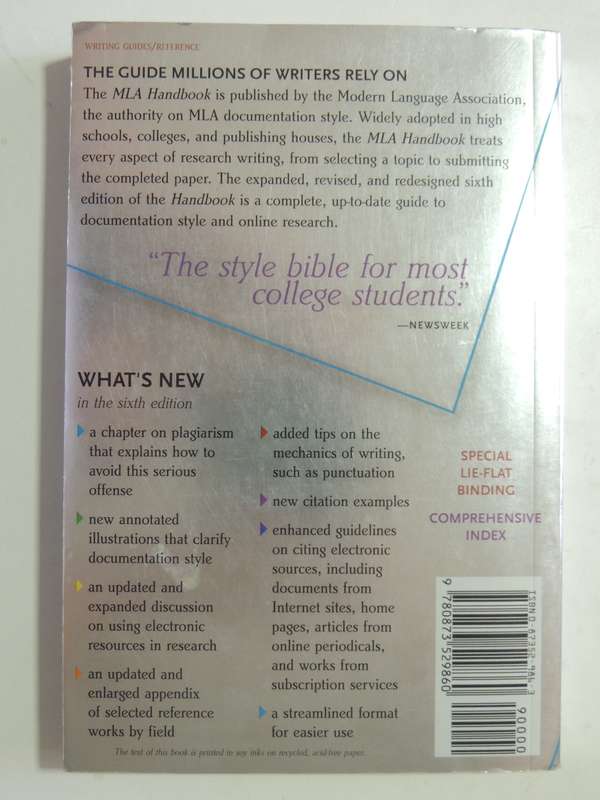 WRITING GUIDES/REFERENCE
THE GUIDE MILLIONS OF WRITERS RELY ON
The MLA Handbook is published by the Modern Language Association,
the authority on MLA documentation style. Widely adopted in high
schools, colleges, and publishing houses, the MLA Handbook treats
every aspect of research writing, from selecting a topic to submitting
the completed paper. The expanded, revised, and redesigned sixth
edition of the Handbook is a complete, up-to-date guide to
documentation style and online research.
“The style bible for most
college students.”
—NEWSWEEK
WHAT'S NEW
in the sixth edition
a chapter on plagiarism
that explains how to
avoid this serious
offense
new annotated
illustrations that clarify
documentation style
an updated and
expanded discussion
on using electronic
resources in research
an updated and
enlarged appendix
of selected reference
works by field
added tips on the
mechanics of writing,
such as punctuation
new citation examples
enhanced guidelines
on citing electronic
sources, including
documents from
Internet sites, home
pages, articles from
online periodicals,
and works from
subscription services
a streamlined format
for easier use
SPECIAL
LIE-FLAT
BINDING
COMPREHENSIVE
INDEX
ISBN 0-87352-986-3
9 780873 529860
90000
The text of this book is printed in soy inks on recycled, acid-free paper.